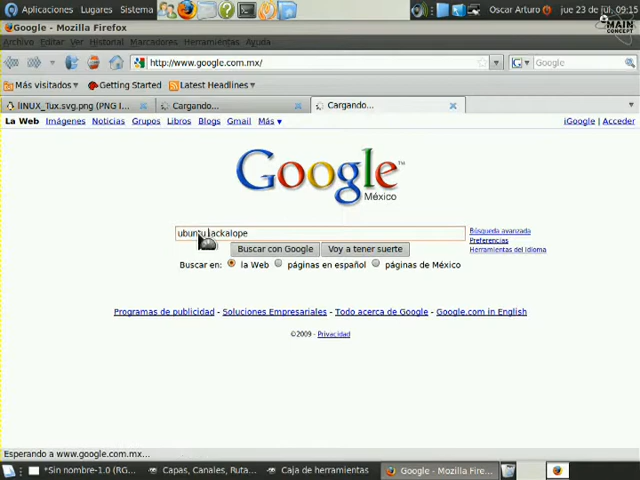 Aplicaciones Lugares Sistema Oscar Arturo jue 23 de jul, 09:15
MAIN CONCEPT
Google - Mozilla Firefox
Archivo Editar Ver Historial Marcadores Herramientas Ayuda
http://www.google.com.mx/ Google
Más visitados Getting Started Latest Headlines
lINUX_Tux.svg.png (PNG I... Cargando... Cargando...
La Web Imágenes Noticias Grupos Libros Blogs Gmail Más iGoogle | Acceder
Google™
México
ubuntu jackalope
Búsqueda avanzada
Preferencias
Herramientas del idioma
Buscar con Google Voy a tener suerte
Buscar en: la Web páginas en español páginas de México
Programas de publicidad - Soluciones Empresariales - Todo acerca de Google - Google.com in English
©2009 - Privacidad
Esperando a www.google.com.mx...
*Sin nombre-1.0 (RG... Capas, Canales, Ruta... Caja de herramientas Google - Mozilla Fire...